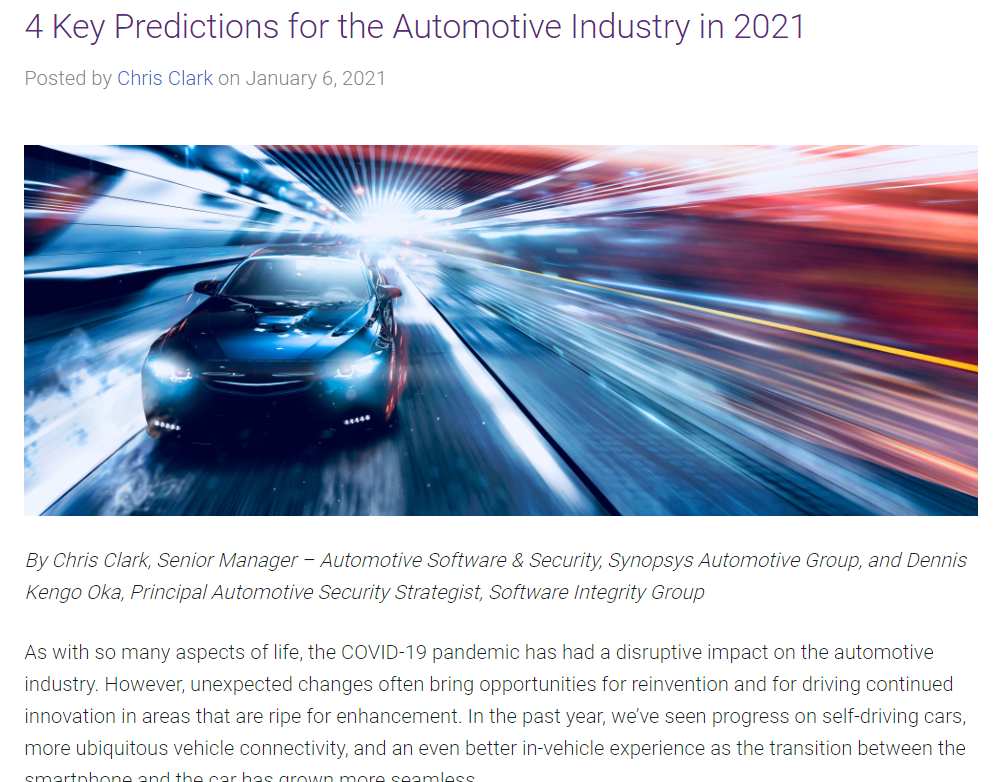 4 Key Predictions for the Automotive Industry in 2021
Posted by Chris Clark on January 6, 2021
By Chris Clark, Senior Manager – Automotive Software & Security, Synopsys Automotive Group, and Dennis
Kengo Oka, Principal Automotive Security Strategist, Software Integrity Group
As with so many aspects of life, the COVID-19 pandemic has had a disruptive impact on the automotive
industry. However, unexpected changes often bring opportunities for reinvention and for driving continued
innovation in areas that are ripe for enhancement. In the past year, we’ve seen progress on self-driving cars,
more ubiquitous vehicle connectivity, and an even better in-vehicle experience as the transition between the
smartphone and the car has grown more seamless.